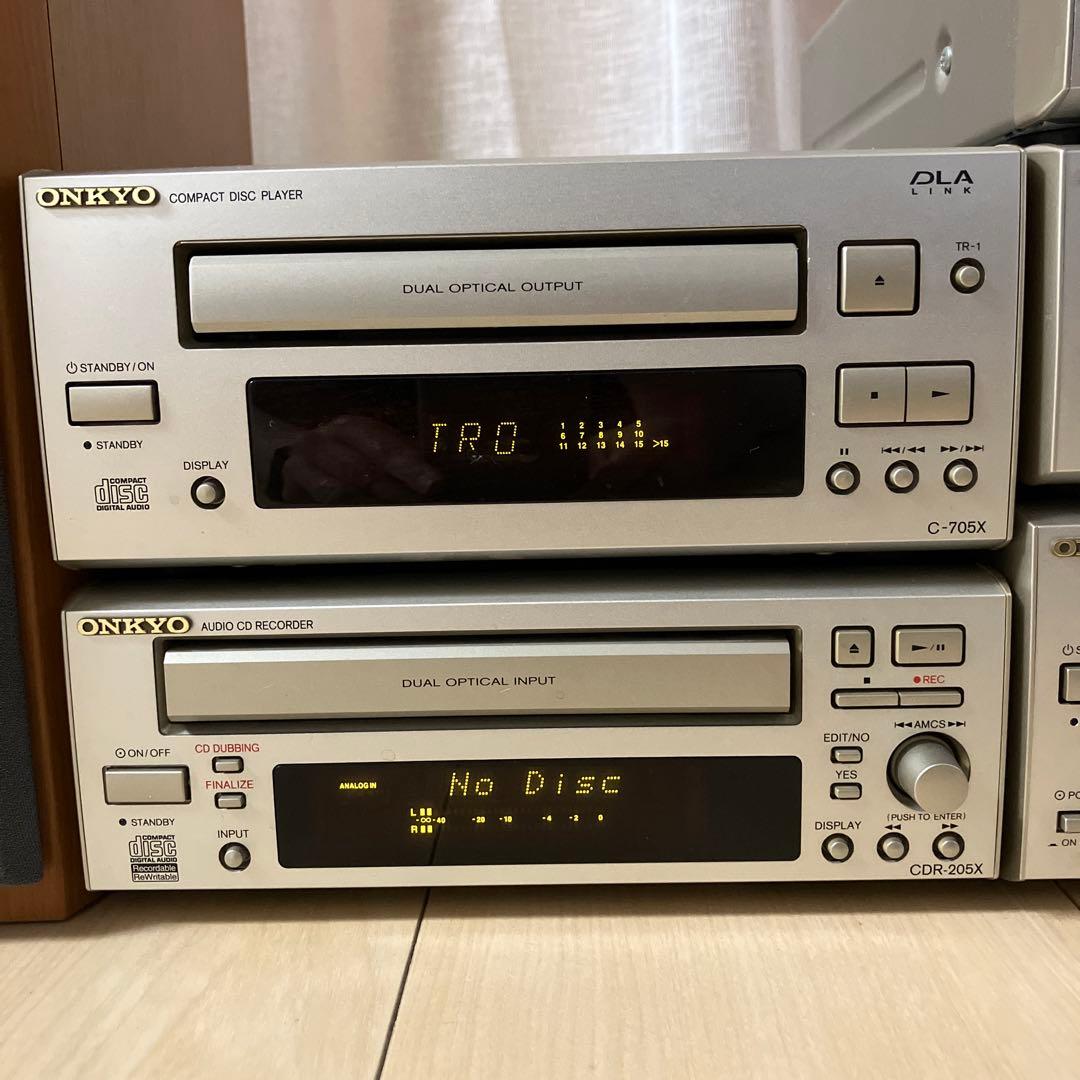 ONKYO COMPACT DISC PLAYER
DLA
LINK
DUAL OPTICAL OUTPUT
TR-1
STANDBY/ON
STANDBY
DISPLAY
COMPACT
disc
DIGITAL AUDIO
TRO
1 2 3 4 5
6 7 8 9 10
11 12 13 14 15 >15
C-705X
ONKYO AUDIO CD RECORDER
DUAL OPTICAL INPUT
REC
AMCS
ON/OFF
CD DUBBING
FINALIZE
STANDBY
INPUT
COMPACT
disc
DIGITAL AUDIO
Recordable
ReWritable
ANALOG IN
No Disc
L
-∞ -40 -20 -10 -4 -2 0
R
EDIT/NO
YES
(PUSH TO ENTER)
DISPLAY
CDR-205X
ON